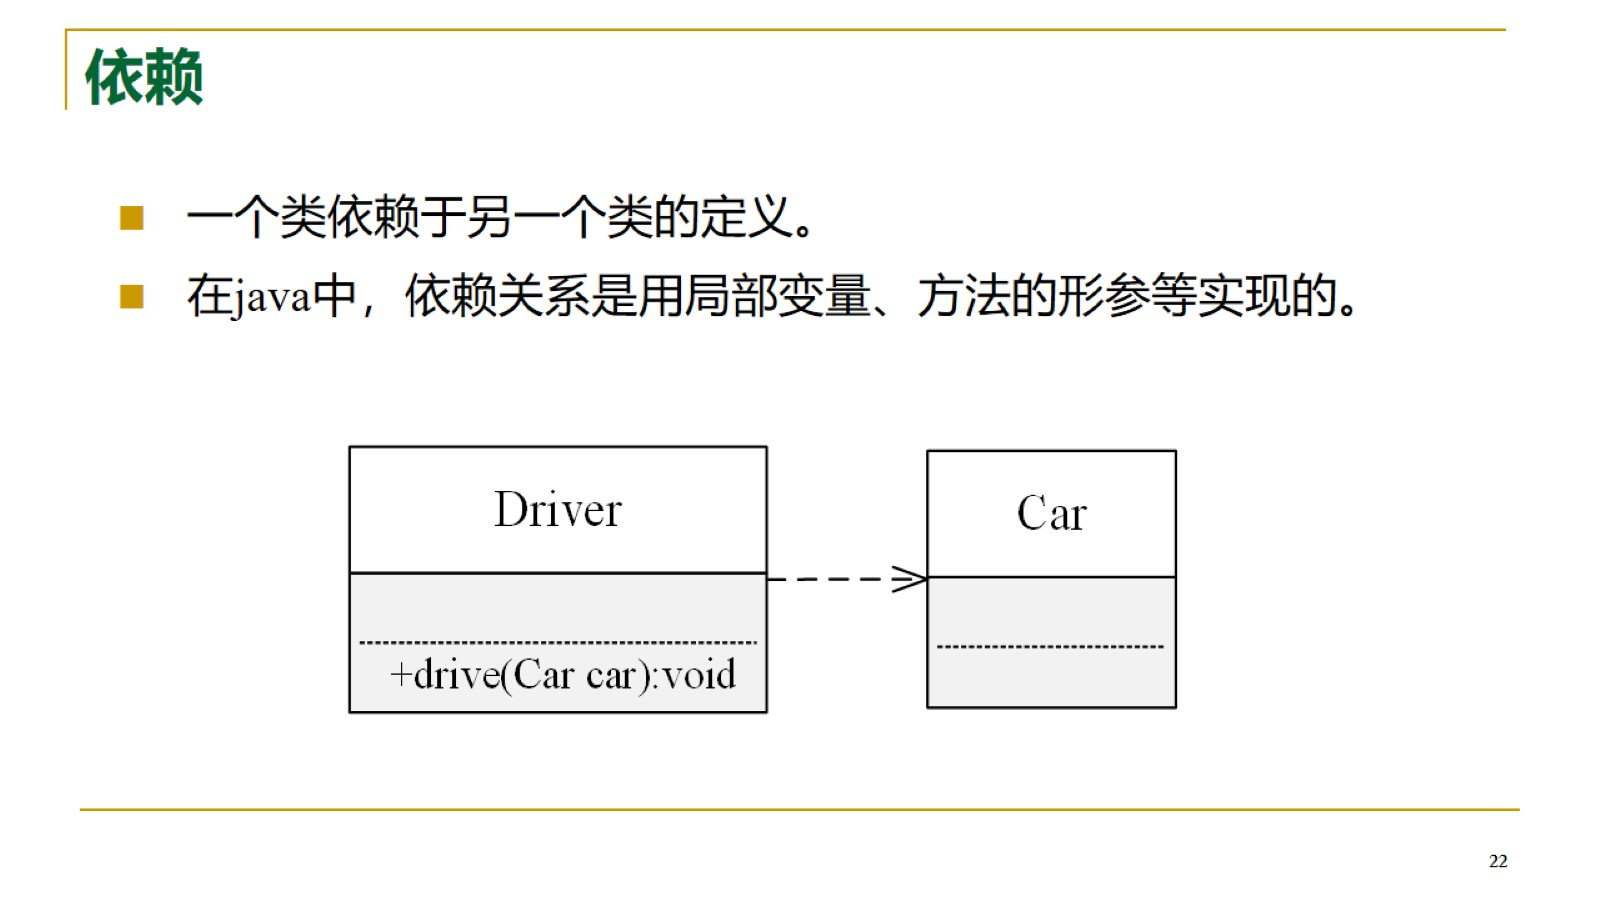 依赖
一个类依赖于另一个类的定义。
在java中，依赖关系是用局部变量、方法的形参等实现的。
Driver
Car
+drive(Car car):void
22